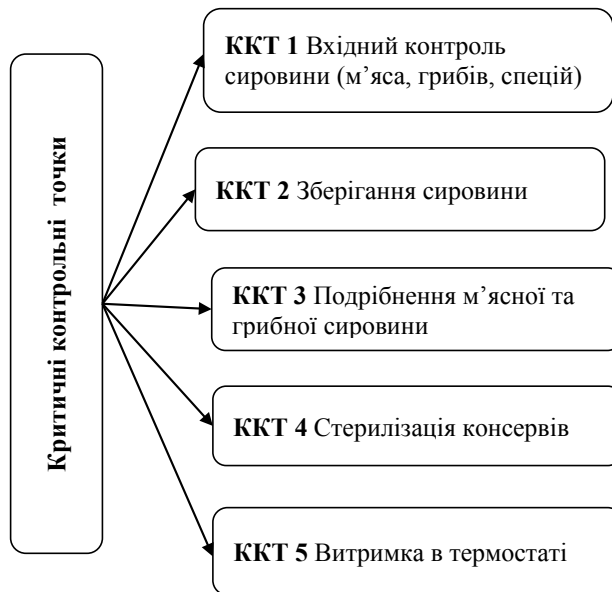 Критичні контрольні точки
ККТ 1 Вхідний контроль
сировини (м’яса, грибів, спецій)
ККТ 2 Зберігання сировини
ККТ 3 Подрібнення м’ясної та
грибної сировини
ККТ 4 Стерилізація консервів
ККТ 5 Витримка в термостаті